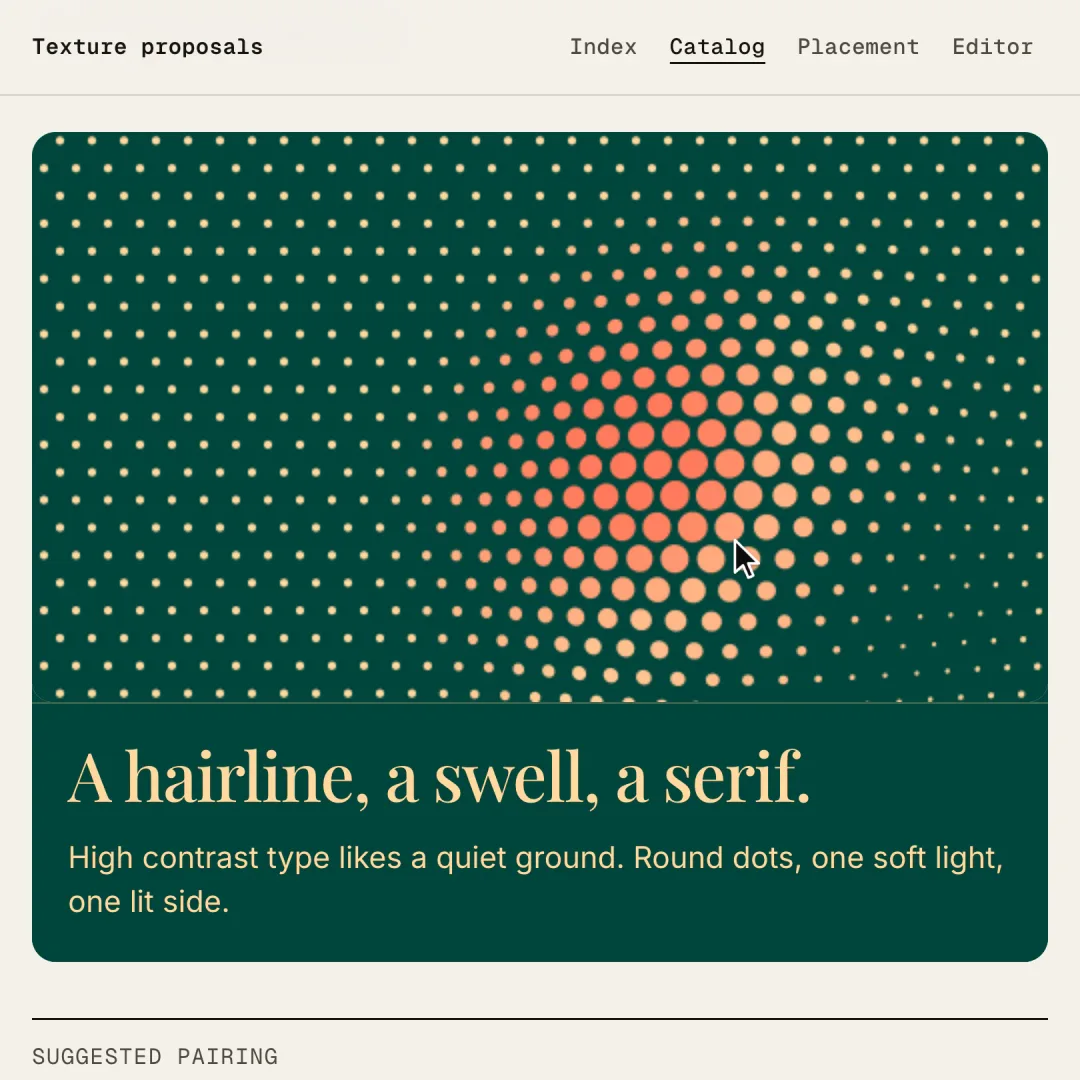 Texture proposals
Index Catalog Placement Editor
A hairline, a swell, a serif.
High contrast type likes a quiet ground. Round dots, one soft light,
one lit side.
SUGGESTED PAIRING